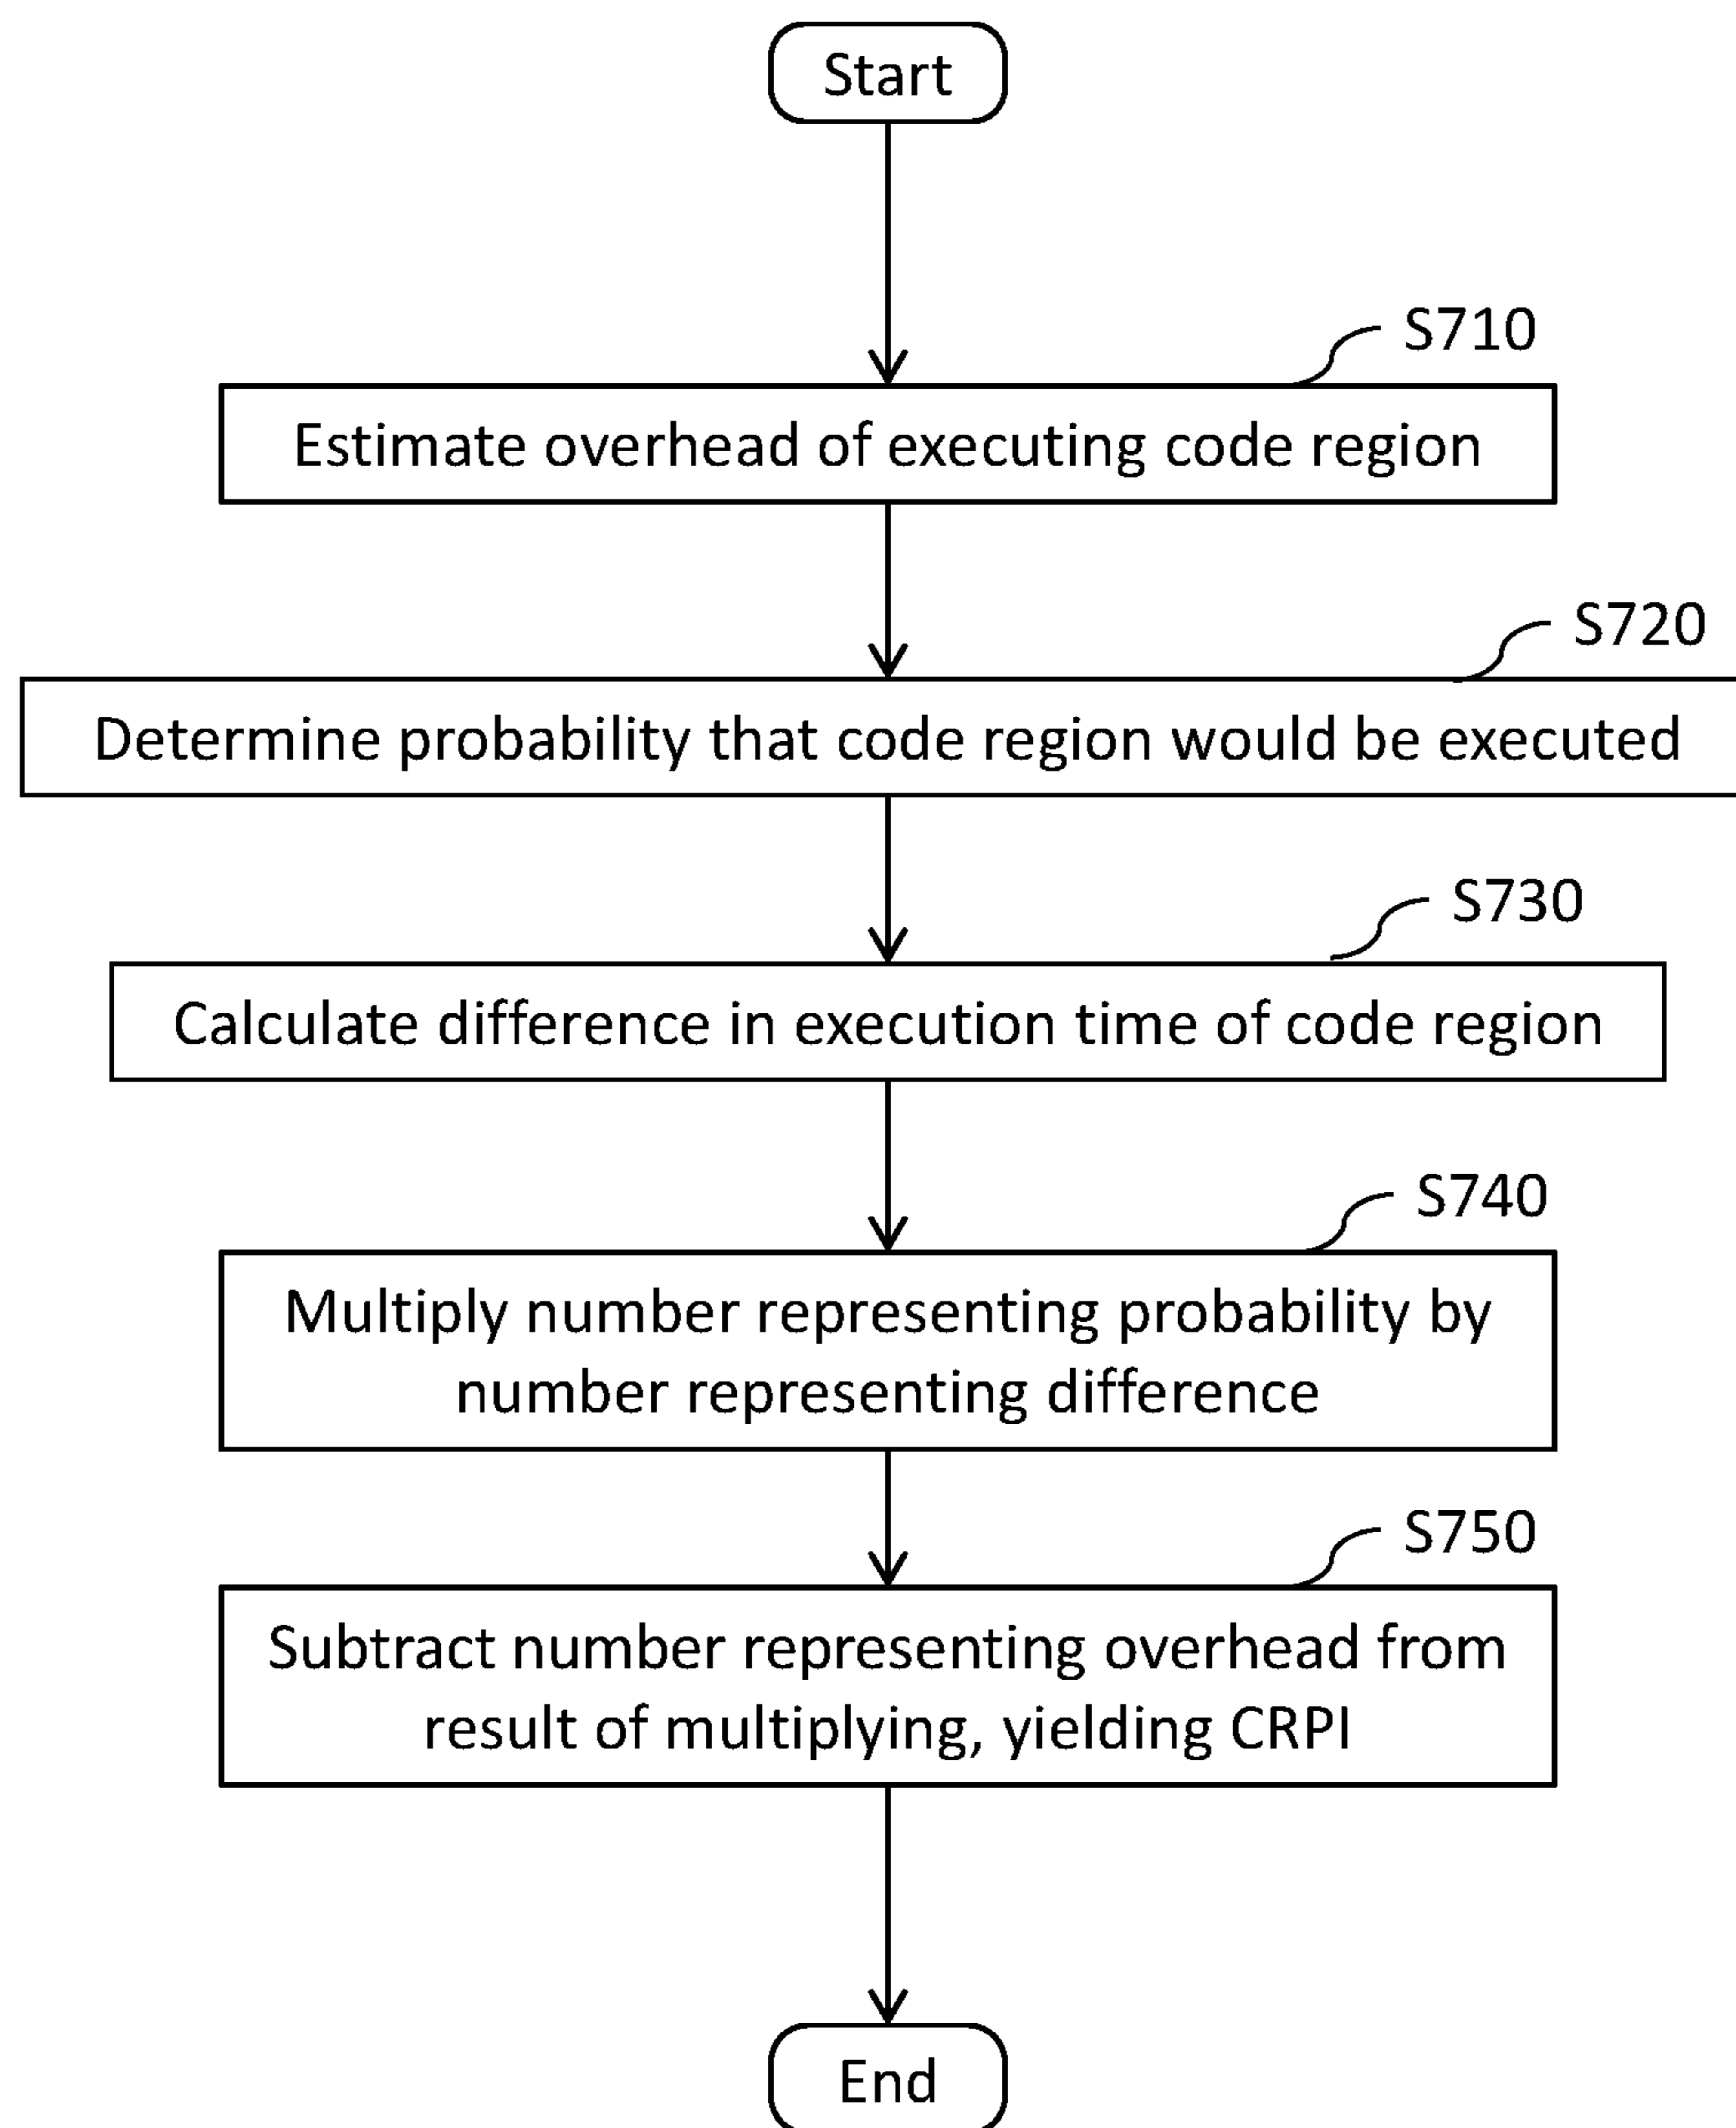 Start
S710
Estimate overhead of executing code region
S720
Determine probability that code region would be executed
S730
Calculate difference in execution time of code region
S740
Multiply number representing probability by
number representing difference
S750
Subtract number representing overhead from
result of multiplying, yielding CRPI
End